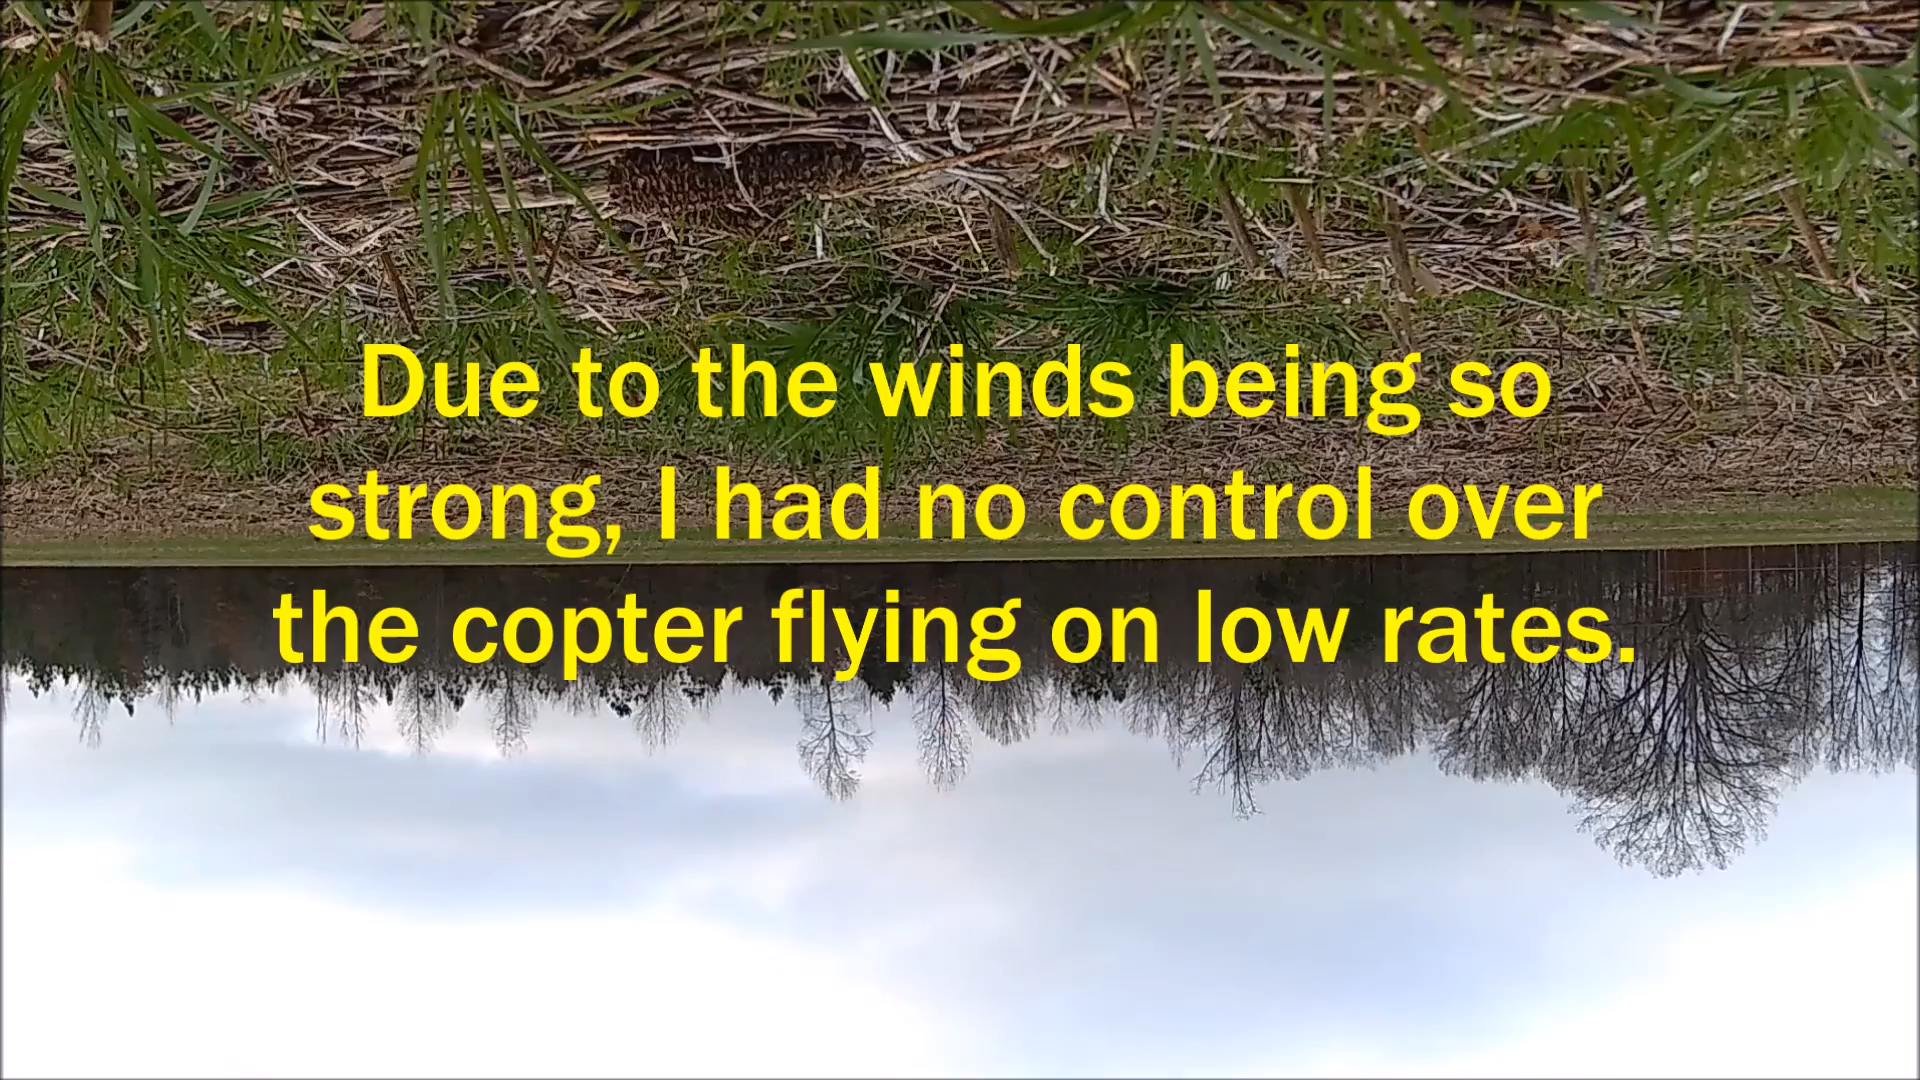 Due to the winds being so
strong, I had no control over
the copter flying on low rates.